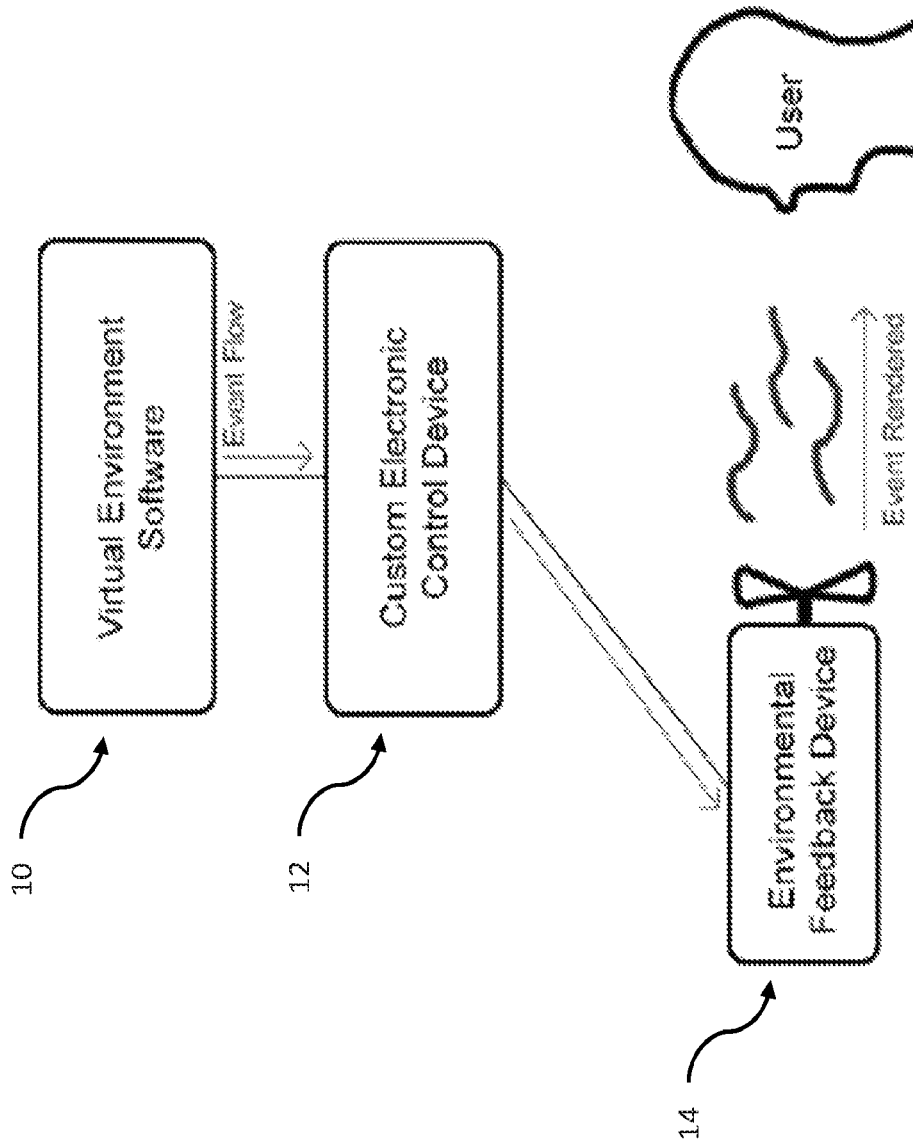 10
Virtual Environment
Software
Event Flow
12
Custom Electronic
Control Device
14
Environmental
Feedback Device
Event Rendered
User